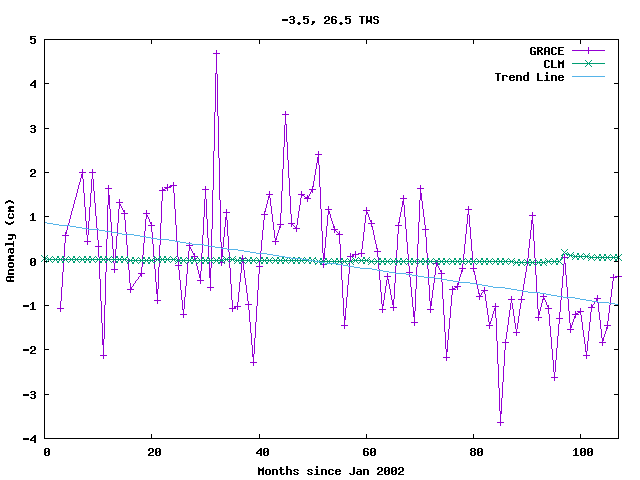 -3.5, 26.5 TWS
GRACE
CLM
Trend Line
Anomaly (cm)
5
4
3
2
1
0
-1
-2
-3
-4
0 20 40 60 80 100
Months since Jan 2002